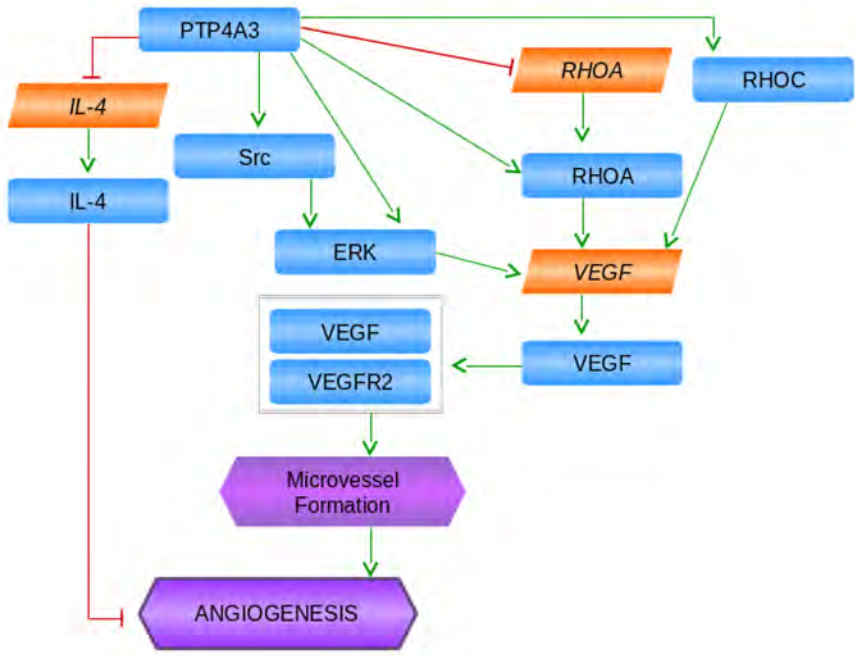 PTP4A3
RHOA
RHOC
IL-4
Src
RHOA
IL-4
ERK
VEGF
VEGF
VEGF
VEGFR2
Microvessel
Formation
ANGIOGENESIS